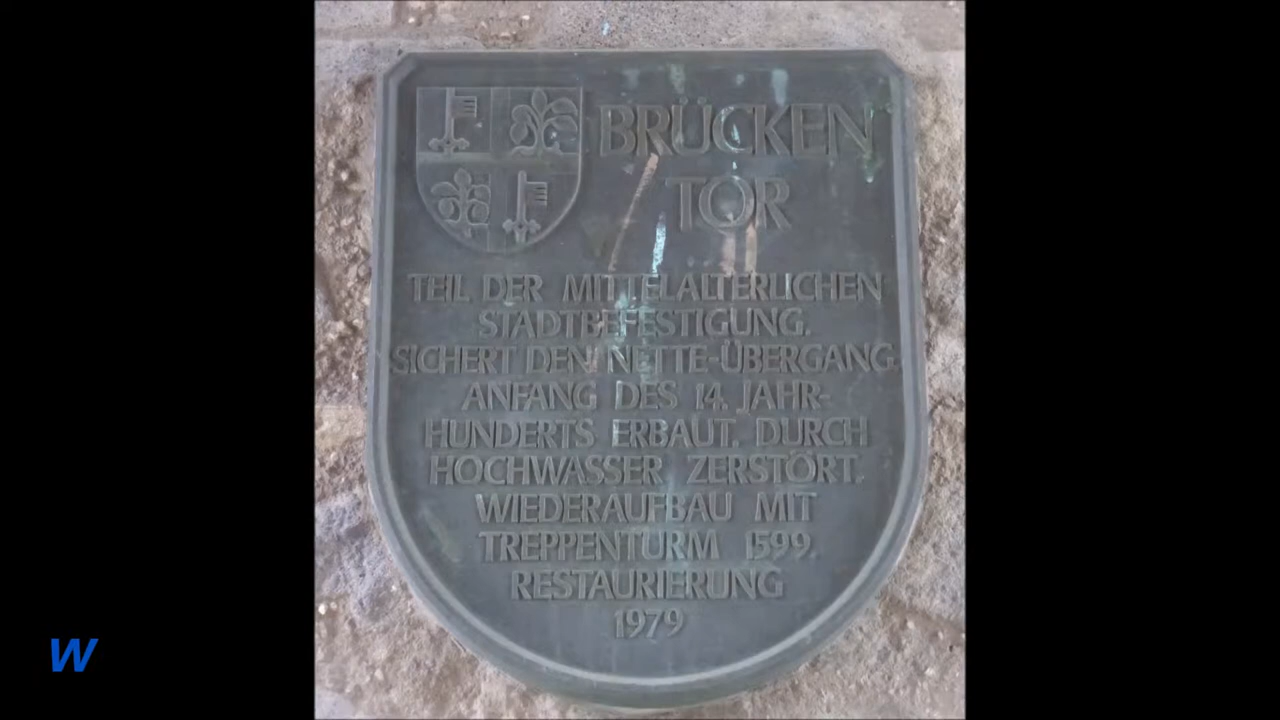 BRÜCKEN
TOR
TEIL DER MITTELALTERLICHEN
STADTBEFESTIGUNG.
SICHERT DEN NETTE-ÜBERGANG.
ANFANG DES 14. JAHR-
HUNDERTS ERBAUT. DURCH
HOCHWASSER ZERSTÖRT.
WIEDERAUFBAU MIT
TREPPENTURM 1599.
RESTAURIERUNG
1979
W